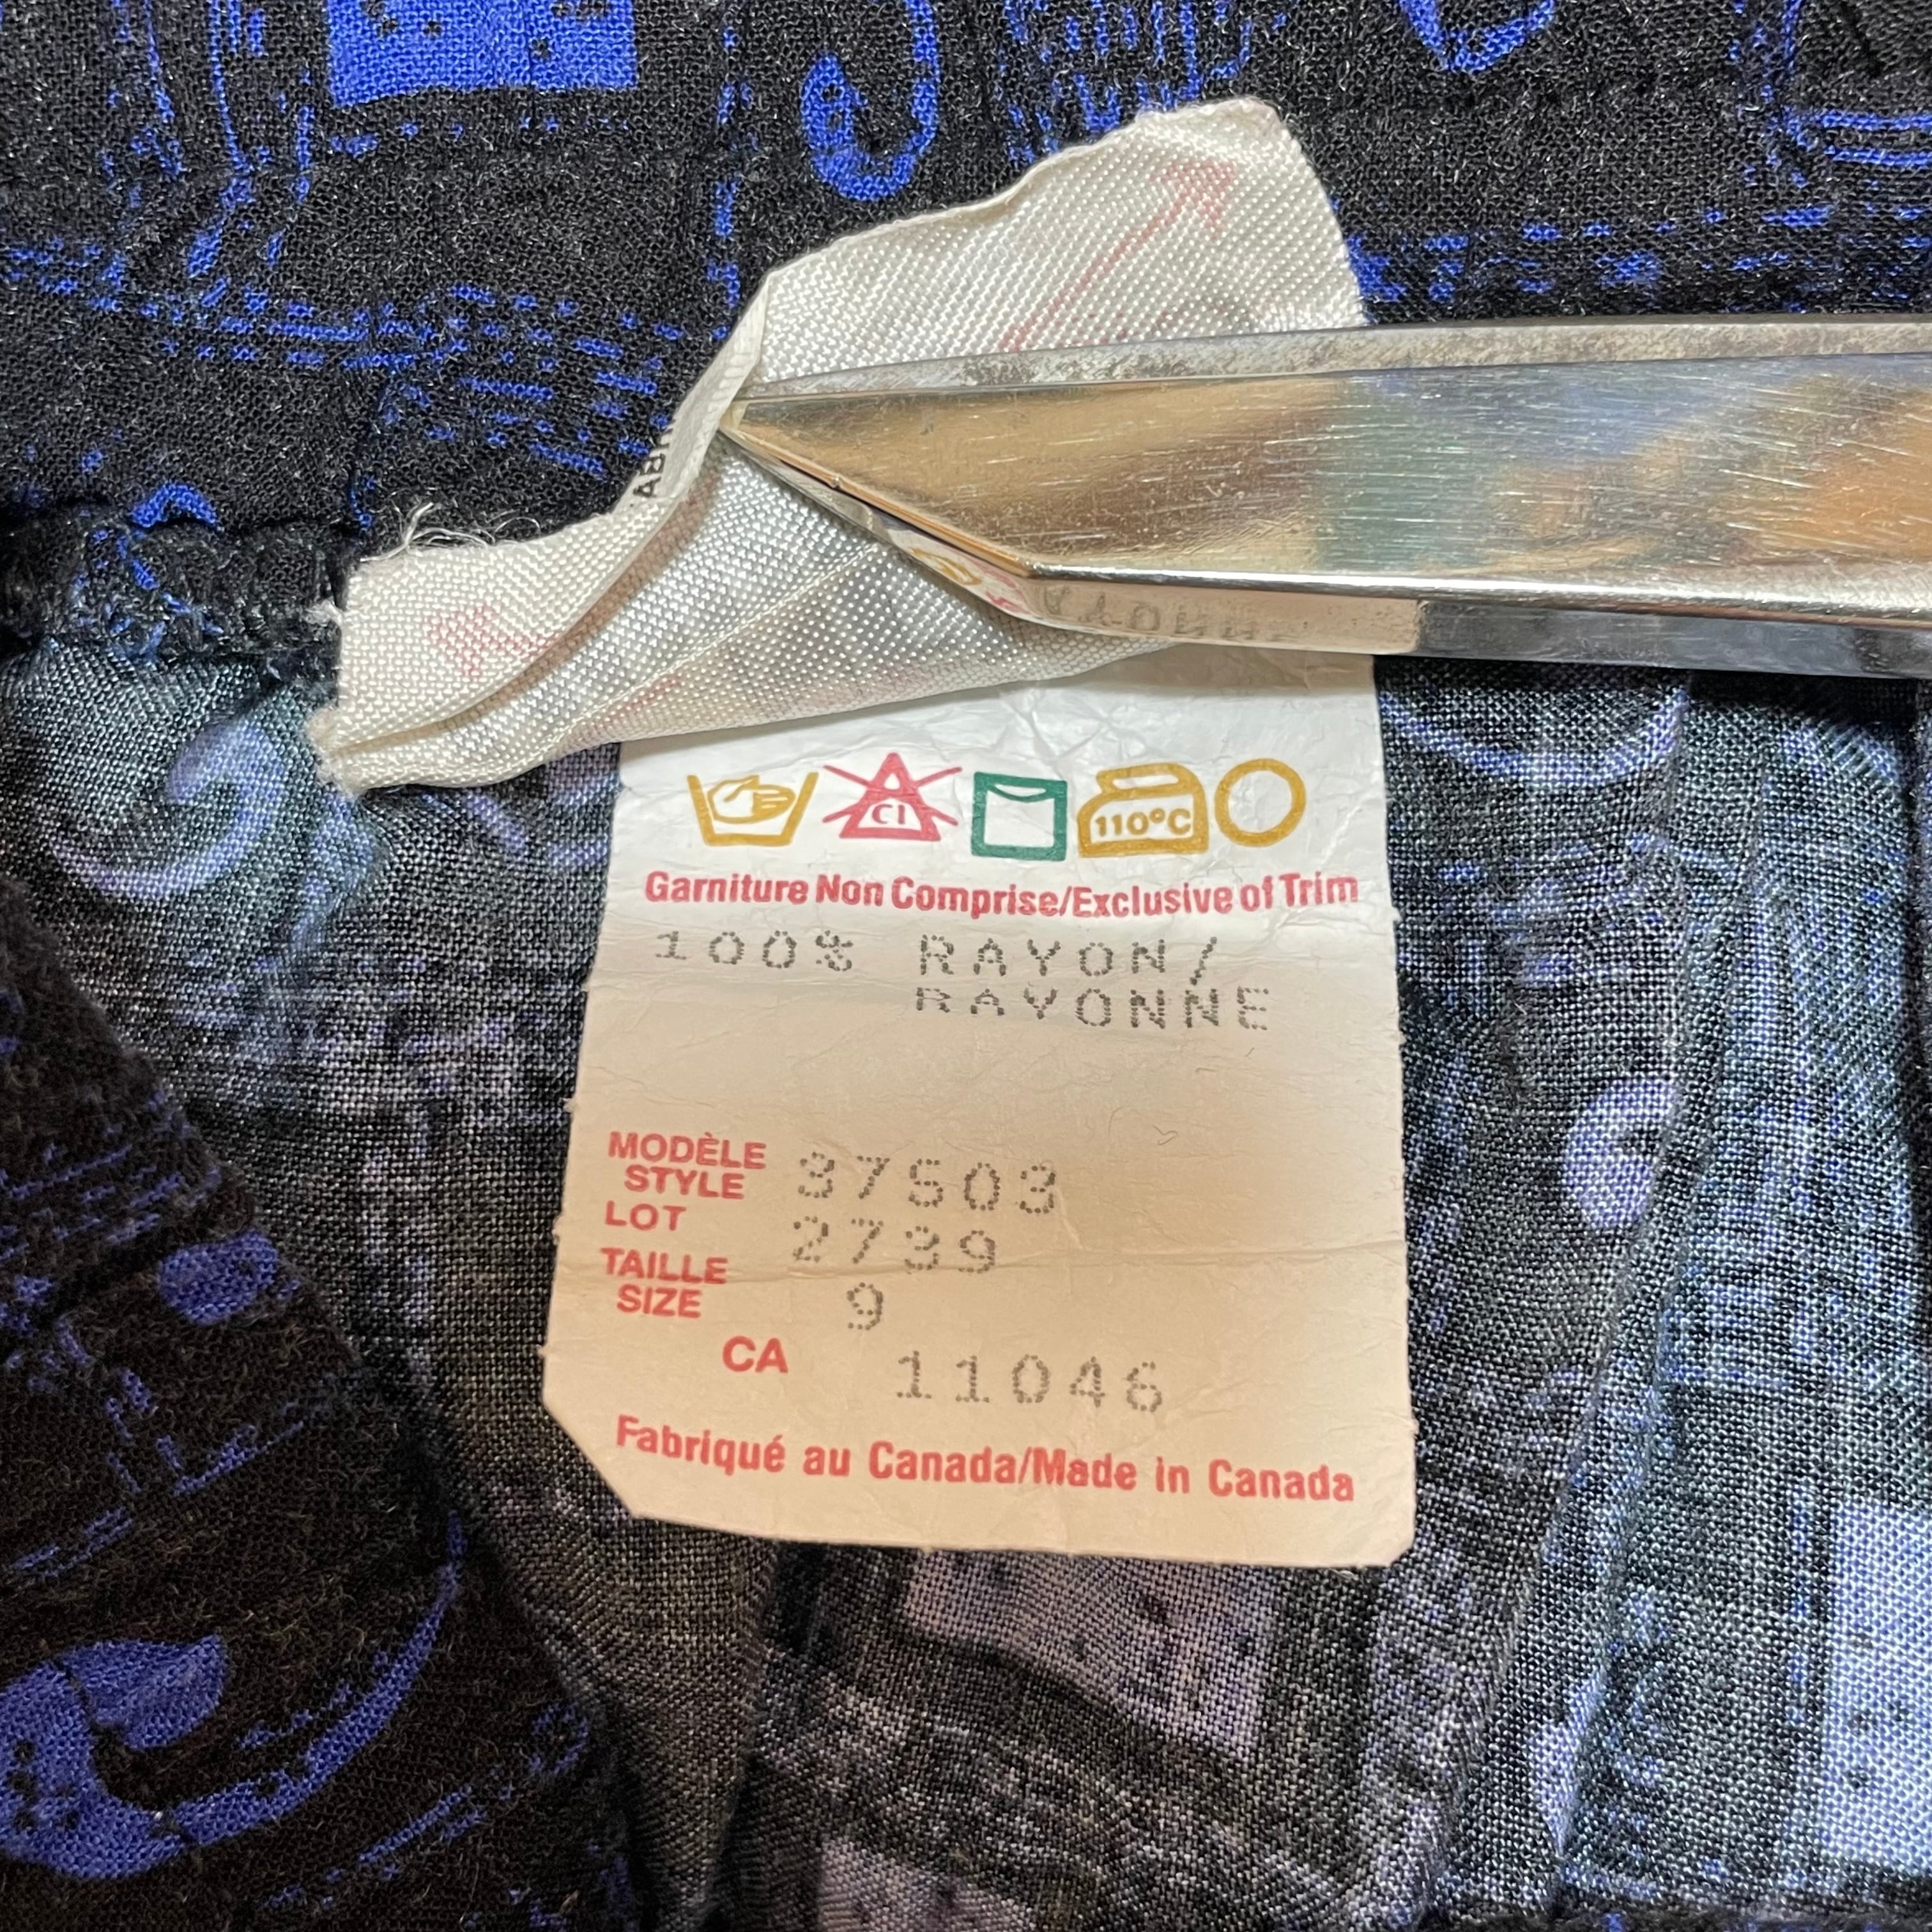 Cl
110°C
Garniture Non Comprise/Exclusive of Trim
100% RAYON/
RAYONNE
MODÈLE
STYLE 37503
LOT 2739
TAILLE
SIZE 9
CA 11046
Fabriqué au Canada/Made in Canada